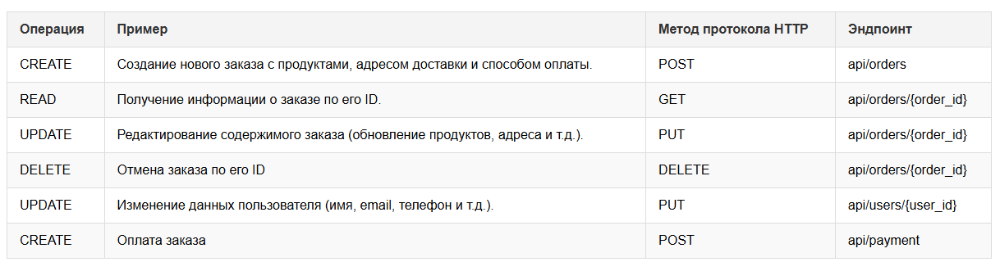 Операция Пример Метод протокола HTTP Эндпоинт
CREATE Создание нового заказа с продуктами, адресом доставки и способом оплаты. POST api/orders
READ Получение информации о заказе по его ID. GET api/orders/{order_id}
UPDATE Редактирование содержимого заказа (обновление продуктов, адреса и т.д.). PUT api/orders/{order_id}
DELETE Отмена заказа по его ID DELETE api/orders/{order_id}
UPDATE Изменение данных пользователя (имя, email, телефон и т.д.). PUT api/users/{user_id}
CREATE Оплата заказа POST api/payment